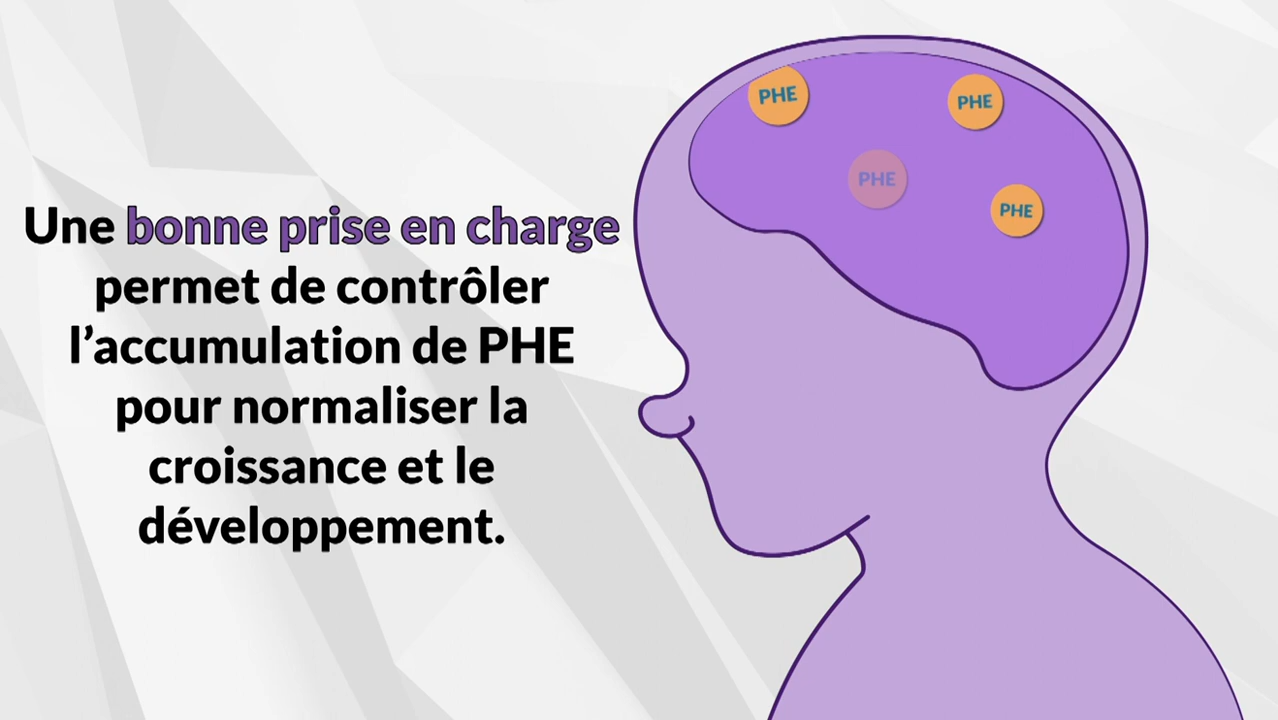 Une bonne prise en charge
permet de contrôler
l’accumulation de PHE
pour normaliser la
croissance et le
développement.
PHE
PHE
PHE
PHE